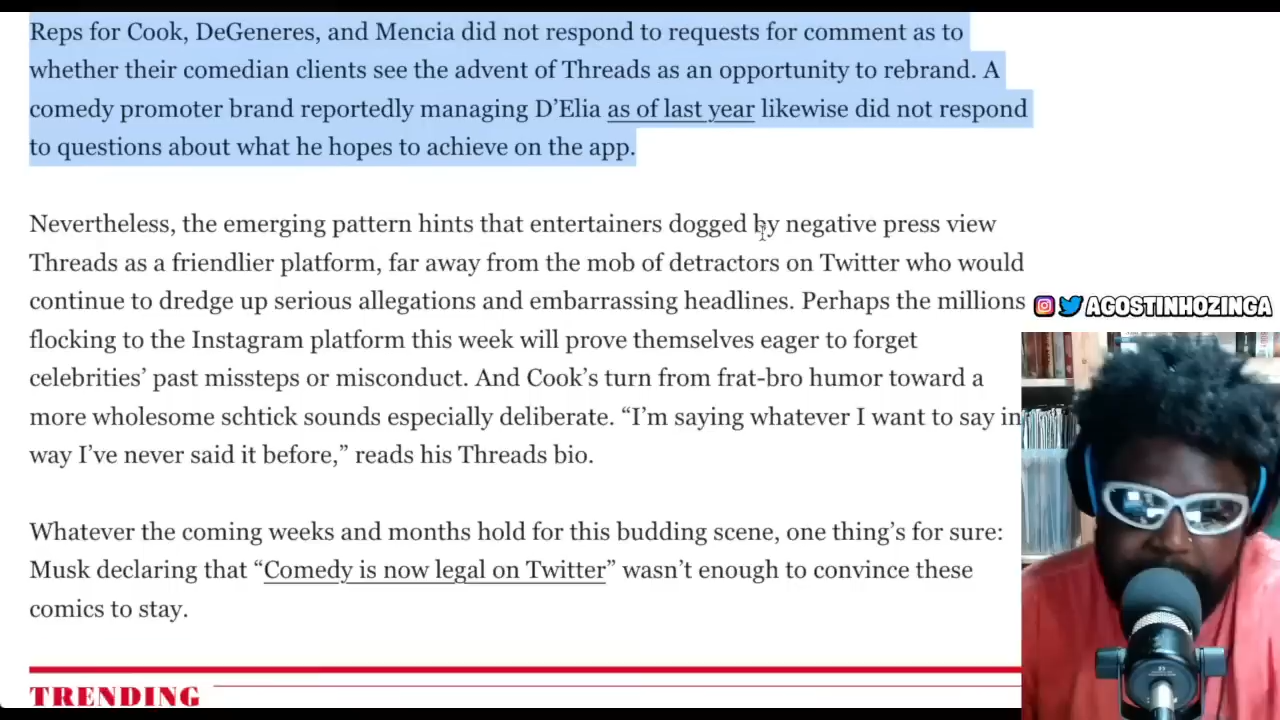 Reps for Cook, DeGeneres, and Mencia did not respond to requests for comment as to
whether their comedian clients see the advent of Threads as an opportunity to rebrand. A
comedy promoter brand reportedly managing D’Elia as of last year likewise did not respond
to questions about what he hopes to achieve on the app.
Nevertheless, the emerging pattern hints that entertainers dogged by negative press view
Threads as a friendlier platform, far away from the mob of detractors on Twitter who would
continue to dredge up serious allegations and embarrassing headlines. Perhaps the millions
flocking to the Instagram platform this week will prove themselves eager to forget
celebrities’ past missteps or misconduct. And Cook’s turn from frat-bro humor toward a
more wholesome schtick sounds especially deliberate. “I’m saying whatever I want to say in
way I’ve never said it before,” reads his Threads bio.
Whatever the coming weeks and months hold for this budding scene, one thing’s for sure:
Musk declaring that “Comedy is now legal on Twitter” wasn’t enough to convince these
comics to stay.
TRENDING
AGOSTINHOZINGA